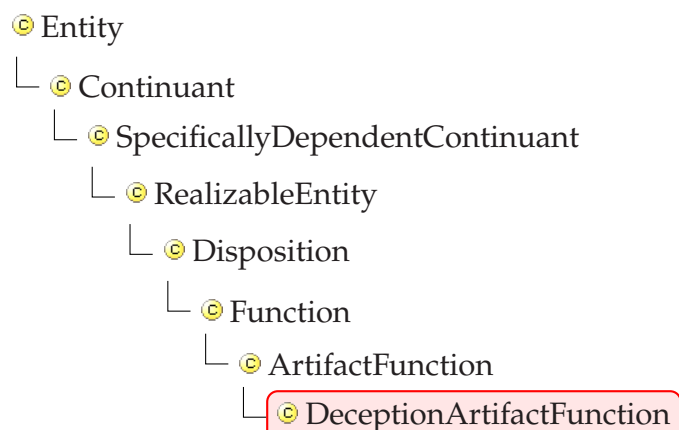 © Entity
© Continuant
© SpecificallyDependentContinuant
© RealizableEntity
© Disposition
© Function
© ArtifactFunction
© DeceptionArtifactFunction